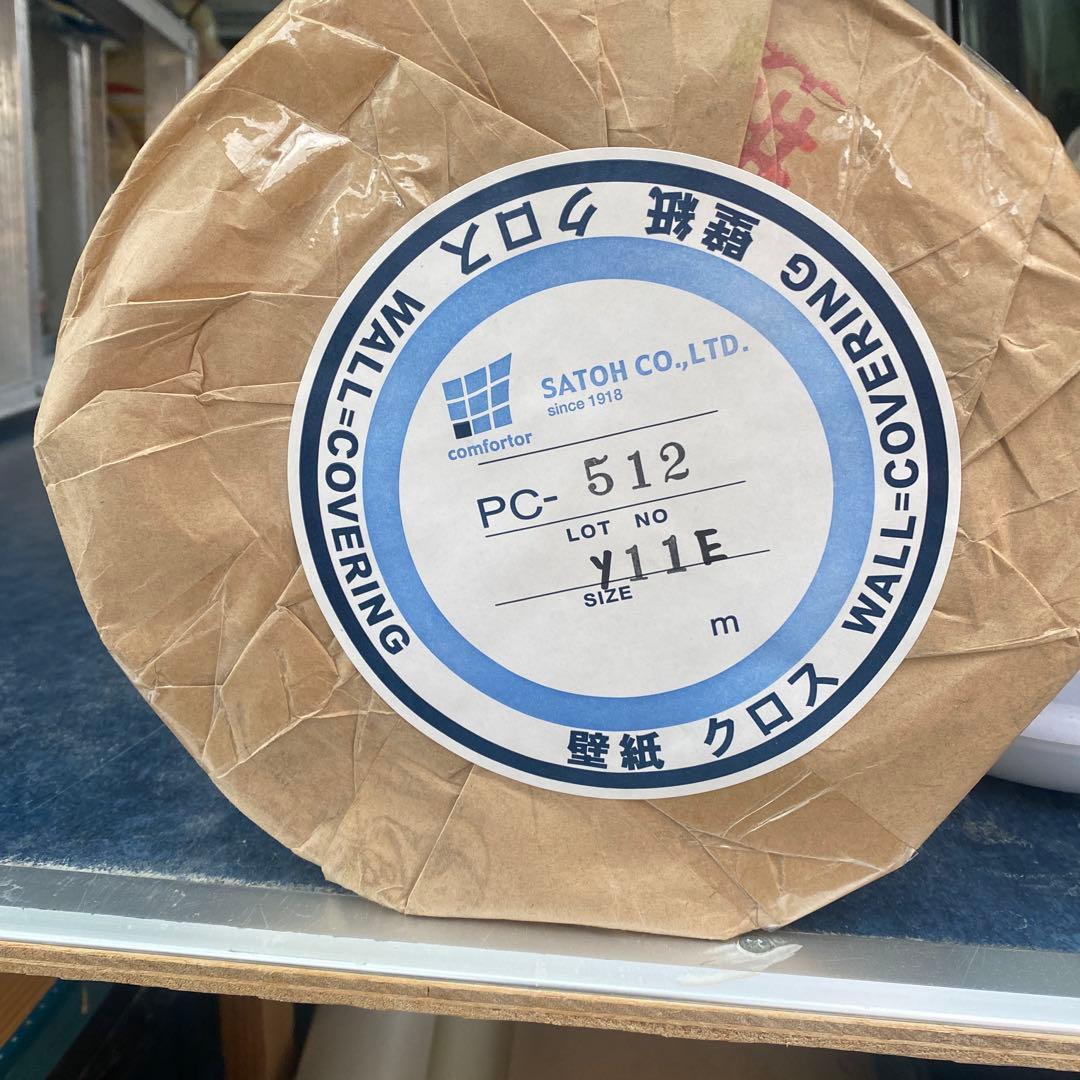 壁紙 クロス
WALL=COVERING
WALL=COVERING
SATOH CO.,LTD.
since 1918
comfortor
PC- 512
LOT NO
Y11E
SIZE
m
壁紙 クロス